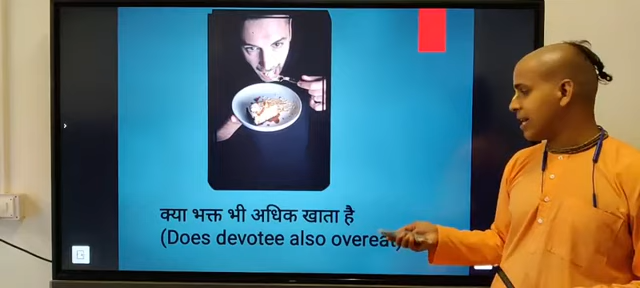 क्या भक्त भी अधिक खाता है
(Does devotee also overeat